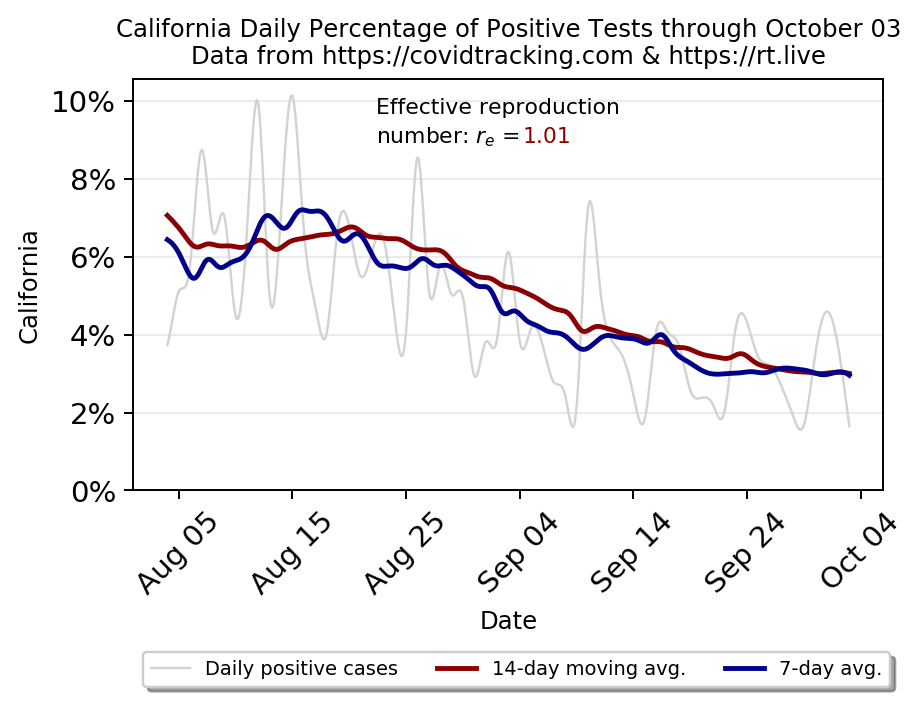 California Daily Percentage of Positive Tests through October 03
Data from https://covidtracking.com & https://rt.live
10%
8%
6%
4%
2%
0%
California
Effective reproduction
number: rₑ =1.01
Aug 05
Aug 15
Aug 25
Sep 04
Sep 14
Sep 24
Oct 04
Date
Daily positive cases
14-day moving avg.
7-day avg.